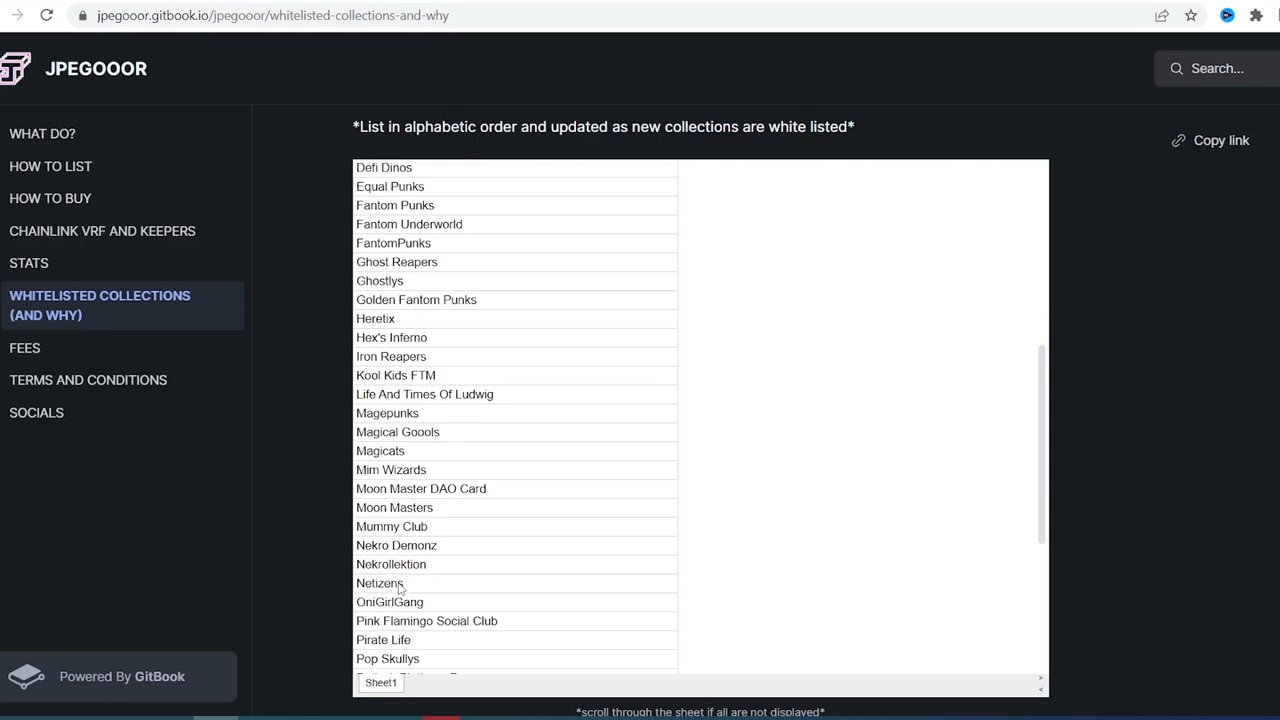 jpegooor.gitbook.io/jpegooor/whitelisted-collections-and-why
JPEGOOOR
Search...
WHAT DO?
HOW TO LIST
HOW TO BUY
CHAINLINK VRF AND KEEPERS
STATS
WHITELISTED COLLECTIONS
(AND WHY)
FEES
TERMS AND CONDITIONS
SOCIALS
Powered By GitBook
*List in alphabetic order and updated as new collections are white listed*
Copy link
Defi Dinos
Equal Punks
Fantom Punks
Fantom Underworld
FantomPunks
Ghost Reapers
Ghostlys
Golden Fantom Punks
Heretix
Hex's Inferno
Iron Reapers
Kool Kids FTM
Life And Times Of Ludwig
Magepunks
Magical Goools
Magicats
Mim Wizards
Moon Master DAO Card
Moon Masters
Mummy Club
Nekro Demonz
Nekrollektion
Netizens
OniGirlGang
Pink Flamingo Social Club
Pirate Life
Pop Skullys
Sheet1
*scroll through the sheet if all are not displayed*